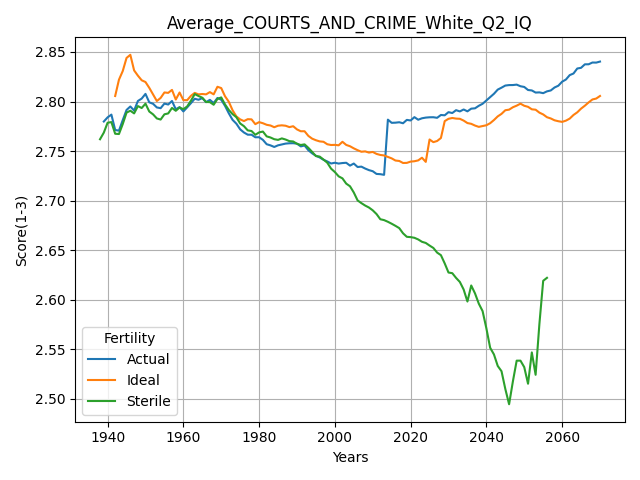 Average_COURTS_AND_CRIME_White_Q2_IQ
Score(1-3)
2.85
2.80
2.75
2.70
2.65
2.60
2.55
2.50
Fertility
Actual
Ideal
Sterile
1940 1960 1980 2000 2020 2040 2060
Years